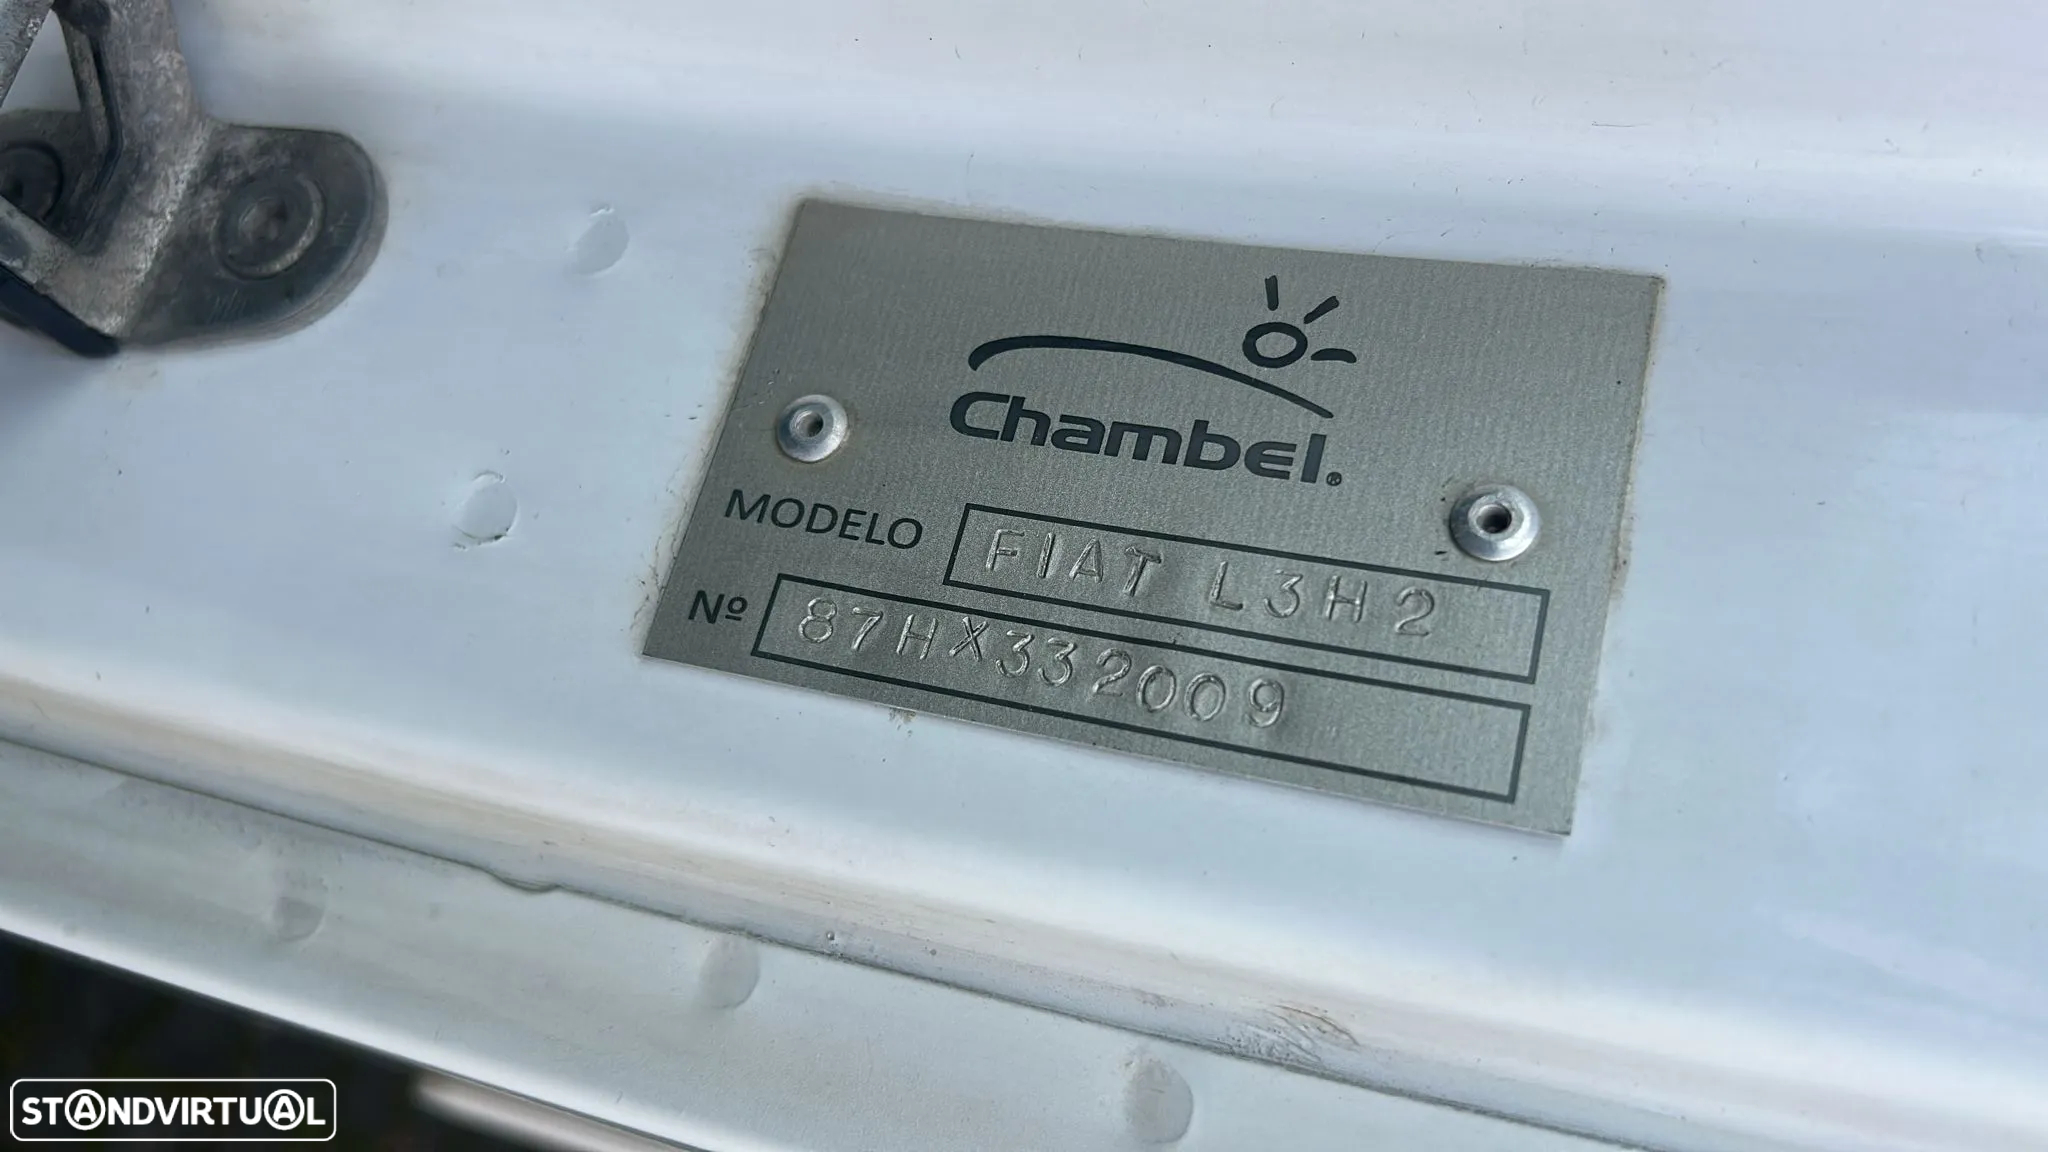 Chambel®
MODELO FIAT L3H2
Nº 87HX332009
STANDVIRTUAL